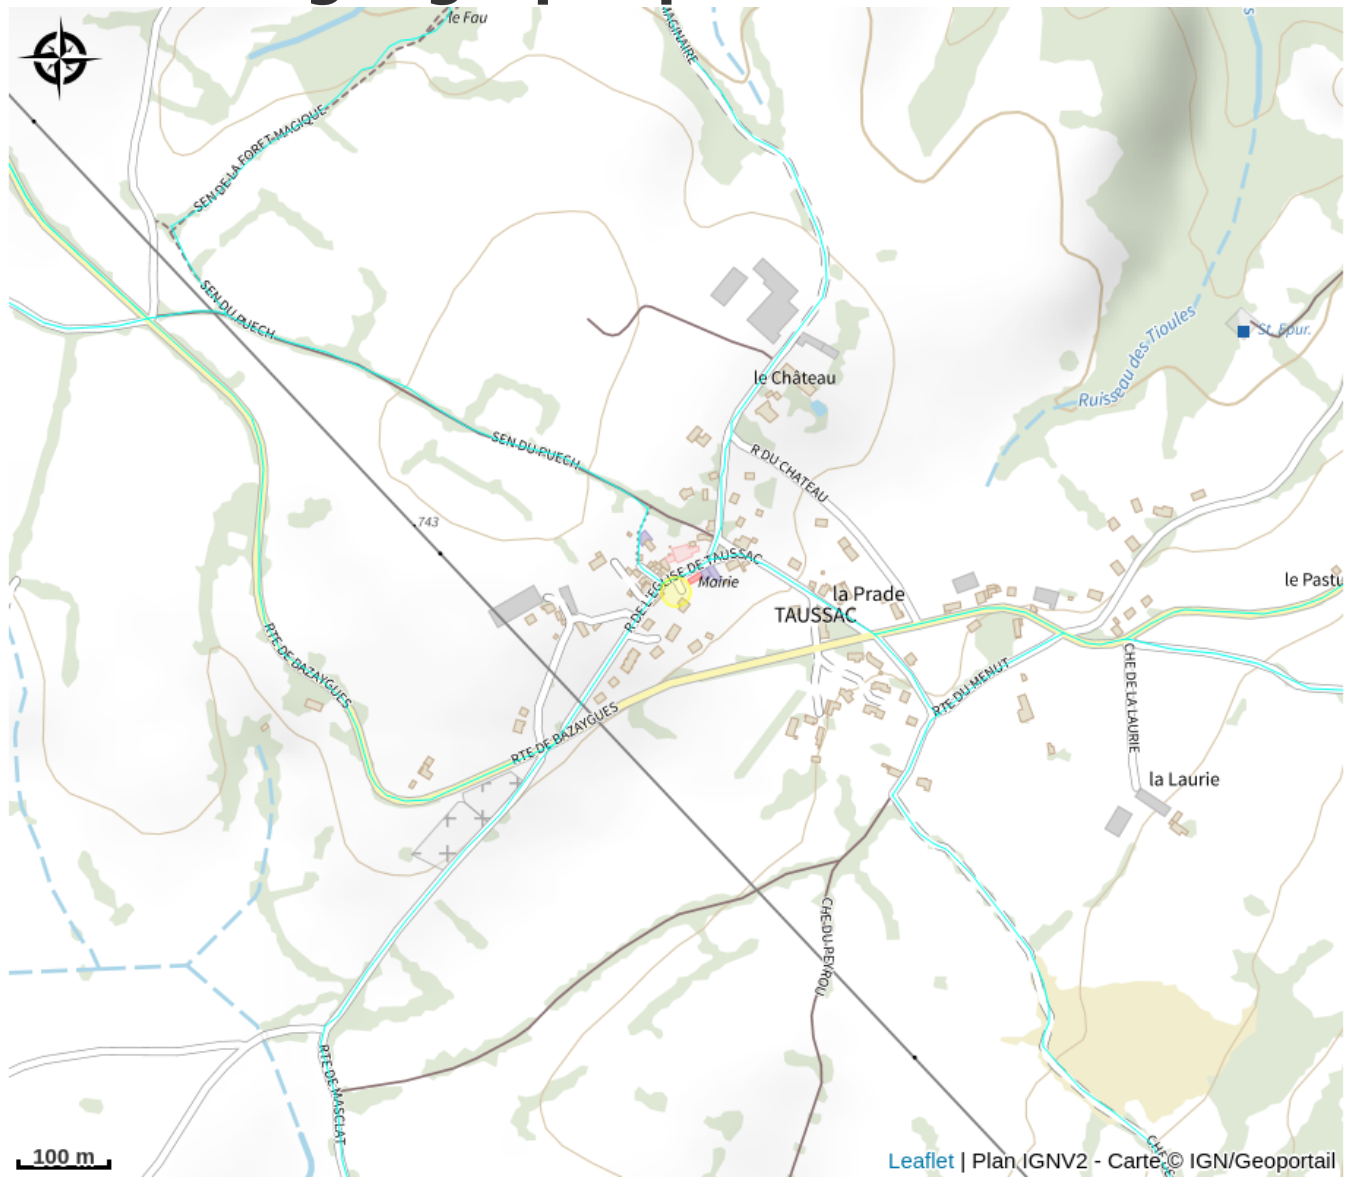 le Fau
MAGINAIRE
SEN DE LA FORET MAGIQUE
SEN DU PUECH
Ruisseau des Tioules
St. Epur.
le Château
SEN DU PUECH
R DU CHATEAU
743
R DE L'EGLISE DE TAUSSAC
Mairie
la Prade
TAUSSAC
le Pastu
RTE DE BAZAYGUES
CHE DE LA LAURIE
RTE DU MENUT
RTE DE BAZAYGUES
la Laurie
CHE DU PEYROU
RTE DE MASCLAT
100 m
Leaflet | Plan IGNV2 - Carte © IGN/Geoportail